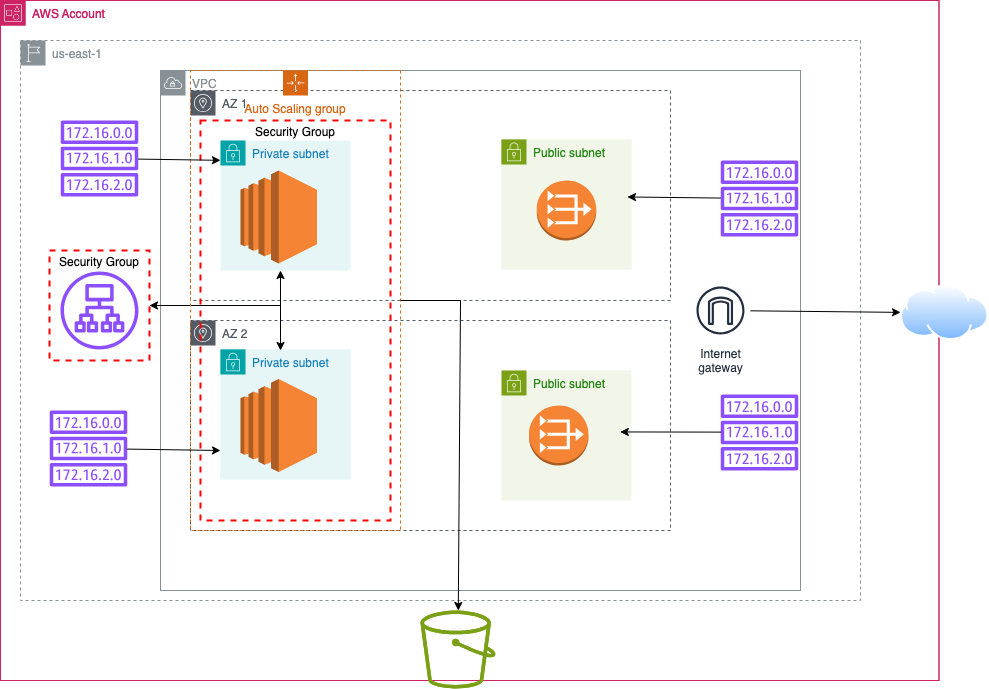 AWS Account
us-east-1
VPC
AZ 1
Auto Scaling group
Security Group
Private subnet
Public subnet
172.16.0.0
172.16.1.0
172.16.2.0
172.16.0.0
172.16.1.0
172.16.2.0
Security Group
AZ 2
Private subnet
Public subnet
Internet
gateway
172.16.0.0
172.16.1.0
172.16.2.0
172.16.0.0
172.16.1.0
172.16.2.0